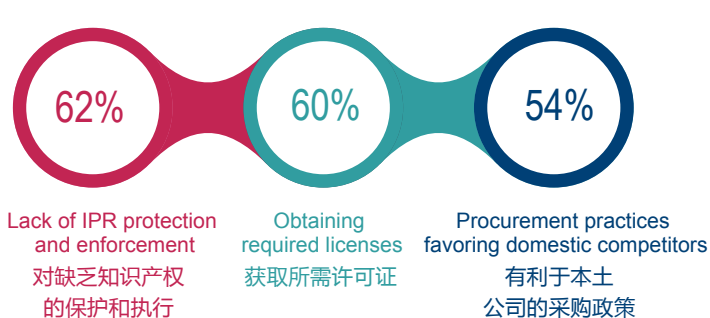 62%
60%
54%
Lack of IPR protection
and enforcement
对缺乏知识产权
的保护和执行
Obtaining
required licenses
获取所需许可证
Procurement practices
favoring domestic competitors
有利于本土
公司的采购政策